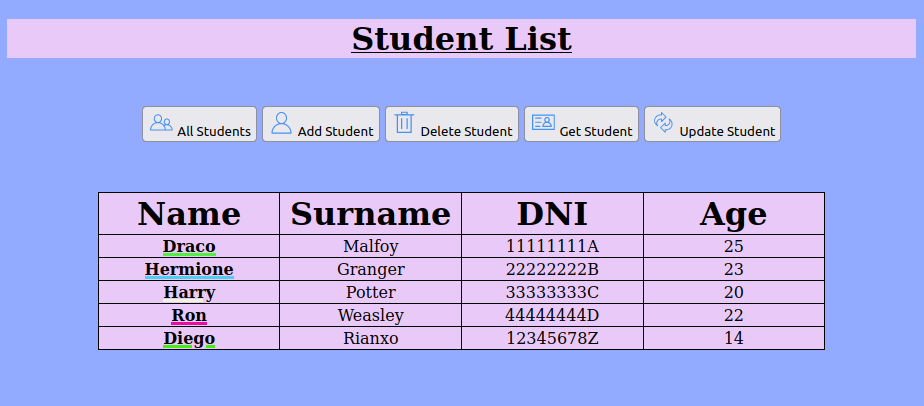 Student List
All Students Add Student Delete Student Get Student Update Student
Name Surname DNI Age
Draco Malfoy 11111111A 25
Hermione Granger 22222222B 23
Harry Potter 33333333C 20
Ron Weasley 44444444D 22
Diego Rianxo 12345678Z 14